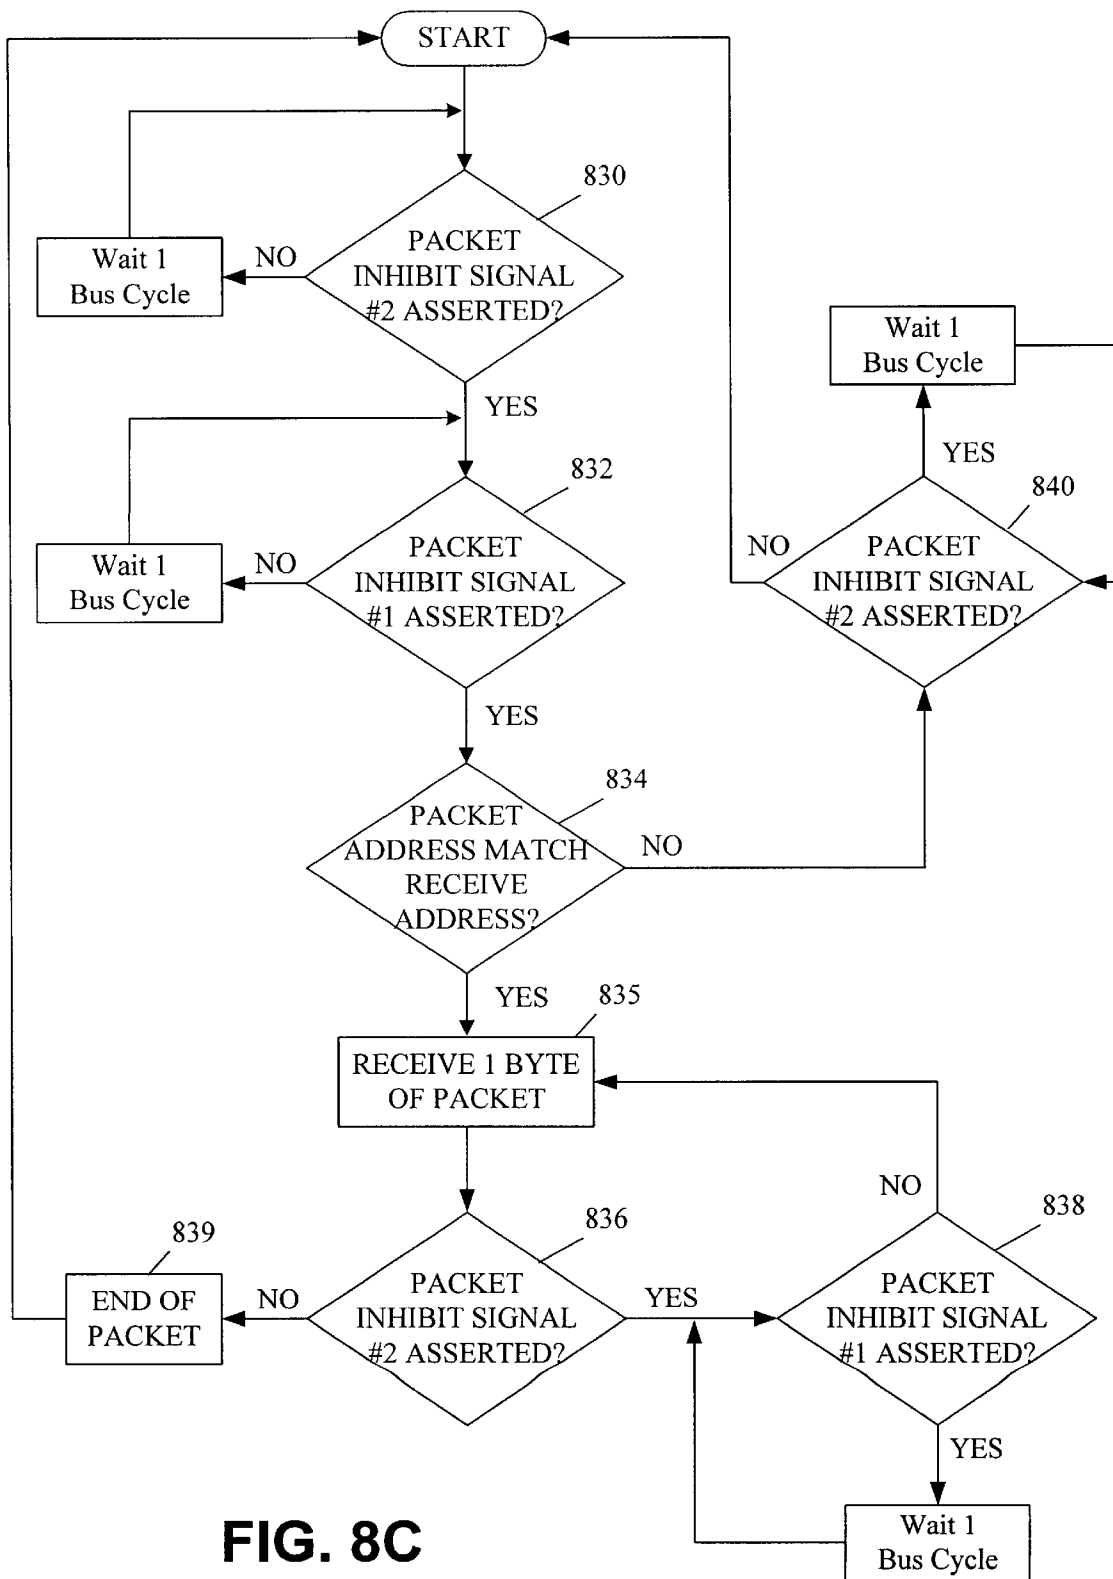 START
830
PACKET
INHIBIT SIGNAL
#2 ASSERTED?
NO
Wait 1
Bus Cycle
YES
832
PACKET
INHIBIT SIGNAL
#1 ASSERTED?
NO
Wait 1
Bus Cycle
YES
834
PACKET
ADDRESS MATCH
RECEIVE
ADDRESS?
NO
Wait 1
Bus Cycle
YES
840
PACKET
INHIBIT SIGNAL
#2 ASSERTED?
NO
YES
835
RECEIVE 1 BYTE
OF PACKET
836
PACKET
INHIBIT SIGNAL
#2 ASSERTED?
NO
839
END OF
PACKET
YES
NO
838
PACKET
INHIBIT SIGNAL
#1 ASSERTED?
YES
Wait 1
Bus Cycle
FIG. 8C